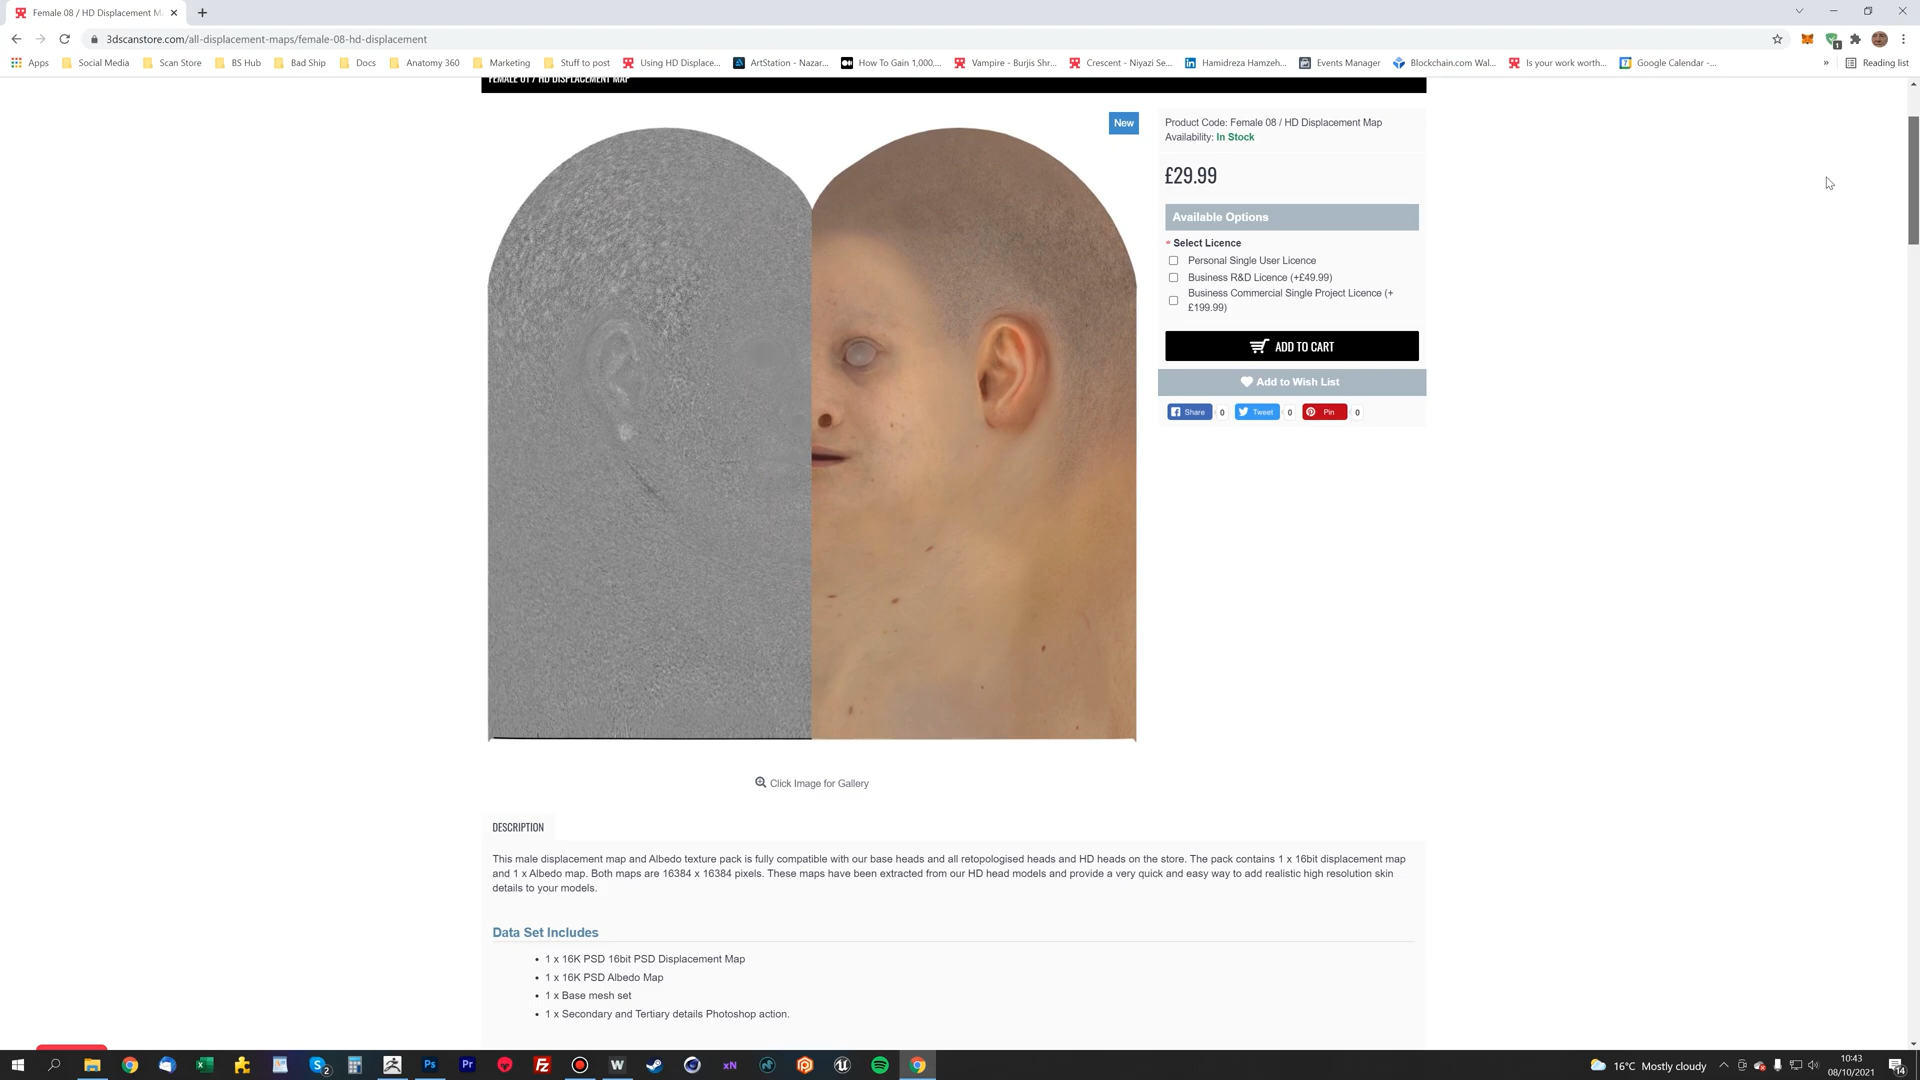 Female 08 / HD Displacement M
3dscanstore.com/all-displacement-maps/female-08-hd-displacement
Apps Social Media Scan Store BS Hub Bad Ship Docs Anatomy 360 Marketing Stuff to post Using HD Displace... ArtStation - Nazar... How To Gain 1,000,... Vampire - Burjis Shr... Crescent - Niyazi Se... Hamidreza Hamzeh... Events Manager Blockchain.com Wal... Is your work worth... Google Calendar -... » Reading list
FEMALE 01 / HD DISPLACEMENT MAP
New
Product Code: Female 08 / HD Displacement Map
Availability: In Stock
£29.99
Available Options
* Select Licence
Personal Single User Licence
Business R&D Licence (+£49.99)
Business Commercial Single Project Licence (+
£199.99)
ADD TO CART
Add to Wish List
Share 0 Tweet 0 Pin 0
Click Image for Gallery
DESCRIPTION
This male displacement map and Albedo texture pack is fully compatible with our base heads and all retopologised heads and HD heads on the store. The pack contains 1 x 16bit displacement map
and 1 x Albedo map. Both maps are 16384 x 16384 pixels. These maps have been extracted from our HD head models and provide a very quick and easy way to add realistic high resolution skin
details to your models.
Data Set Includes
• 1 x 16K PSD 16bit PSD Displacement Map
• 1 x 16K PSD Albedo Map
• 1 x Base mesh set
• 1 x Secondary and Tertiary details Photoshop action.
16°C Mostly cloudy
10:43
08/10/2021